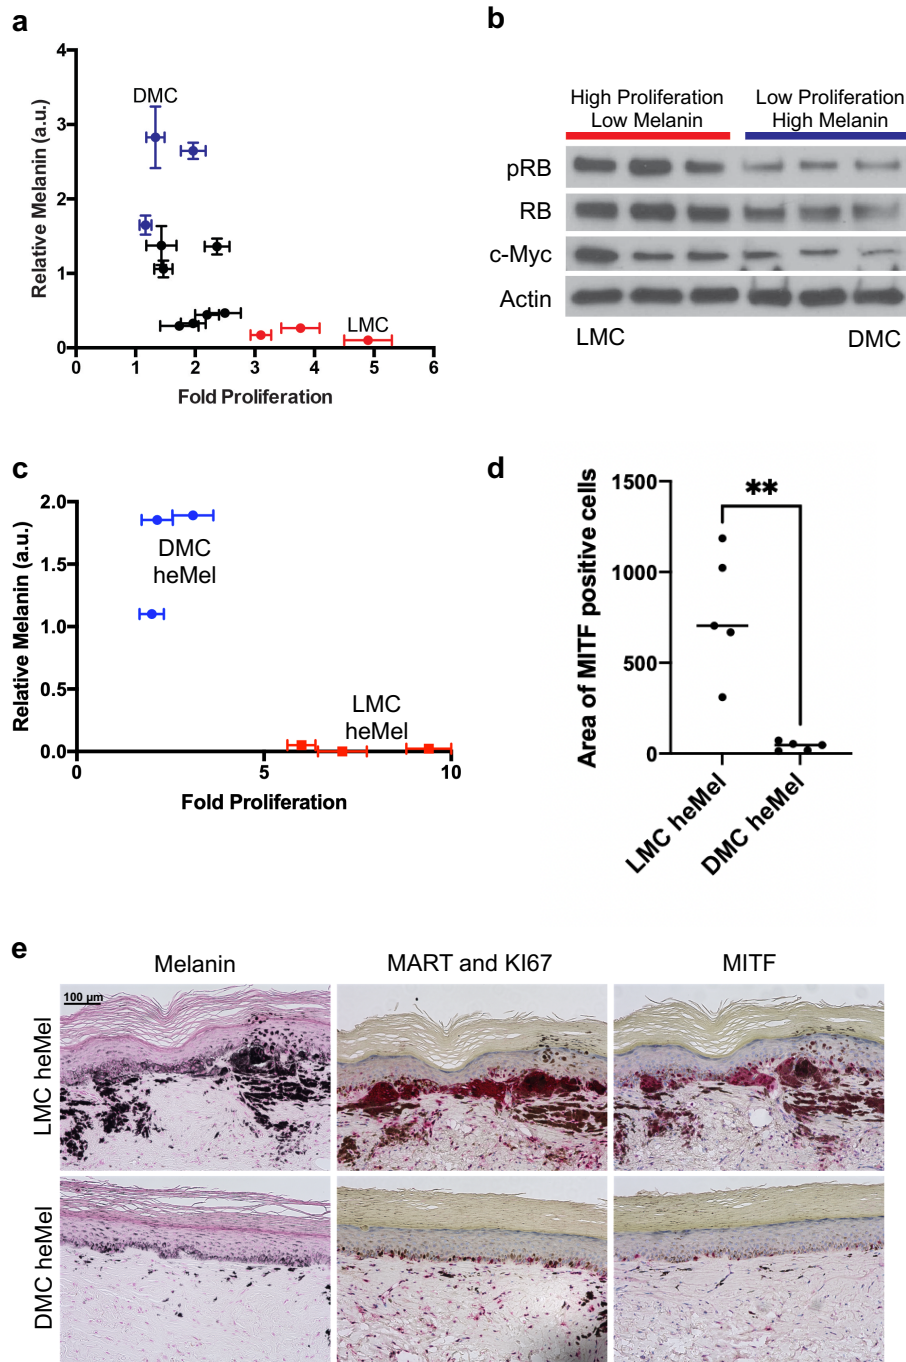 a
4
3
2
1
0
Relative Melanin (a.u.)
DMC
LMC
0 1 2 3 4 5 6
Fold Proliferation
b
High Proliferation
Low Melanin
Low Proliferation
High Melanin
pRB
RB
c-Myc
Actin
LMC DMC
c
2.0
1.5
1.0
0.5
0.0
Relative Melanin (a.u.)
DMC
heMel
LMC
heMel
5 10
Fold Proliferation
d
1500
1000
500
0
Area of MITF positive cells
**
LMC heMel
DMC heMel
e
Melanin MART and KI67 MITF
100 µm
LMC heMel
DMC heMel